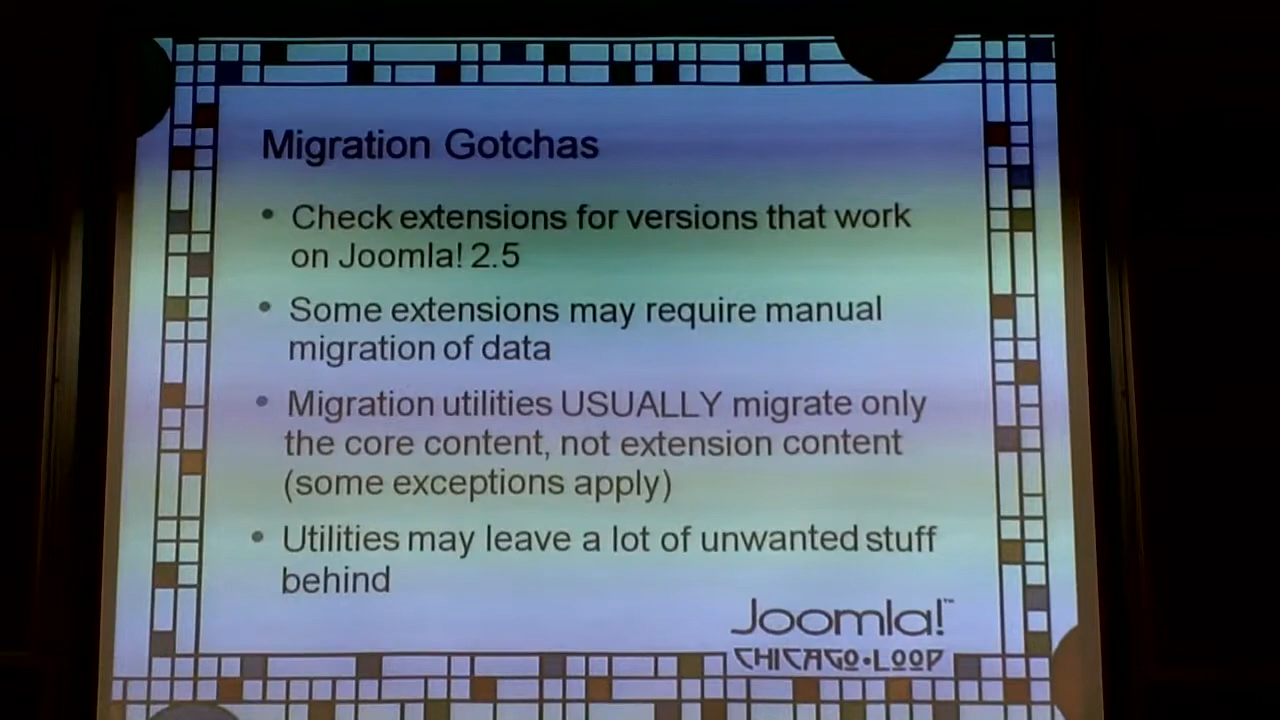 Migration Gotchas
• Check extensions for versions that work
on Joomla! 2.5
• Some extensions may require manual
migration of data
• Migration utilities USUALLY migrate only
the core content, not extension content
(some exceptions apply)
• Utilities may leave a lot of unwanted stuff
behind
Joomla!™
CHICAGO•LOOP